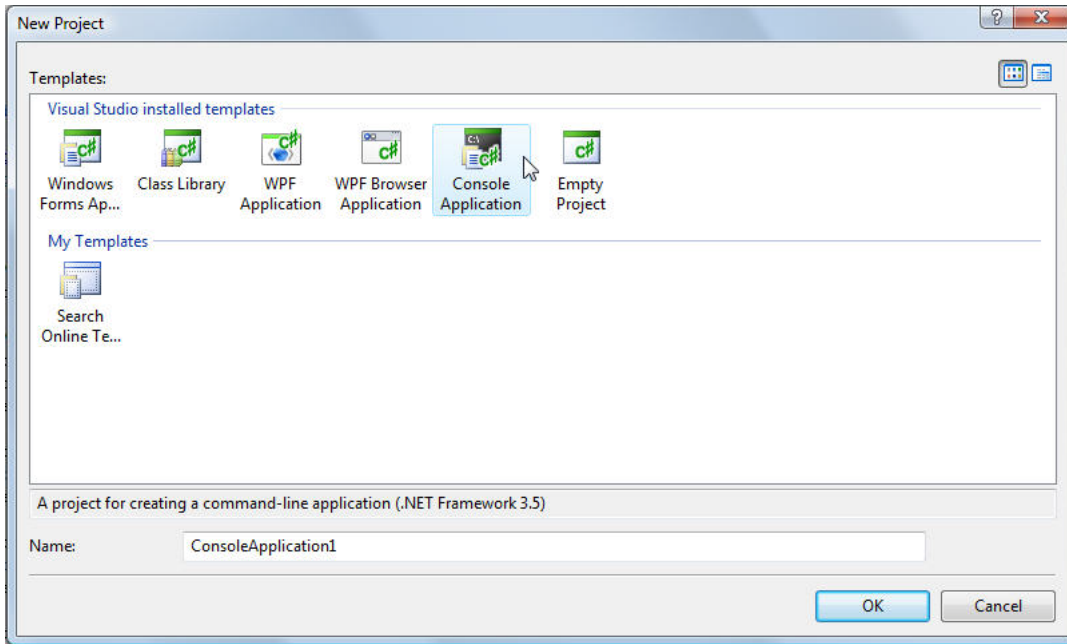 New Project
Templates:
Visual Studio installed templates
Windows Forms Ap...
Class Library
WPF Application
WPF Browser Application
Console Application
Empty Project
My Templates
Search Online Te...
A project for creating a command-line application (.NET Framework 3.5)
Name:
ConsoleApplication1
OK
Cancel